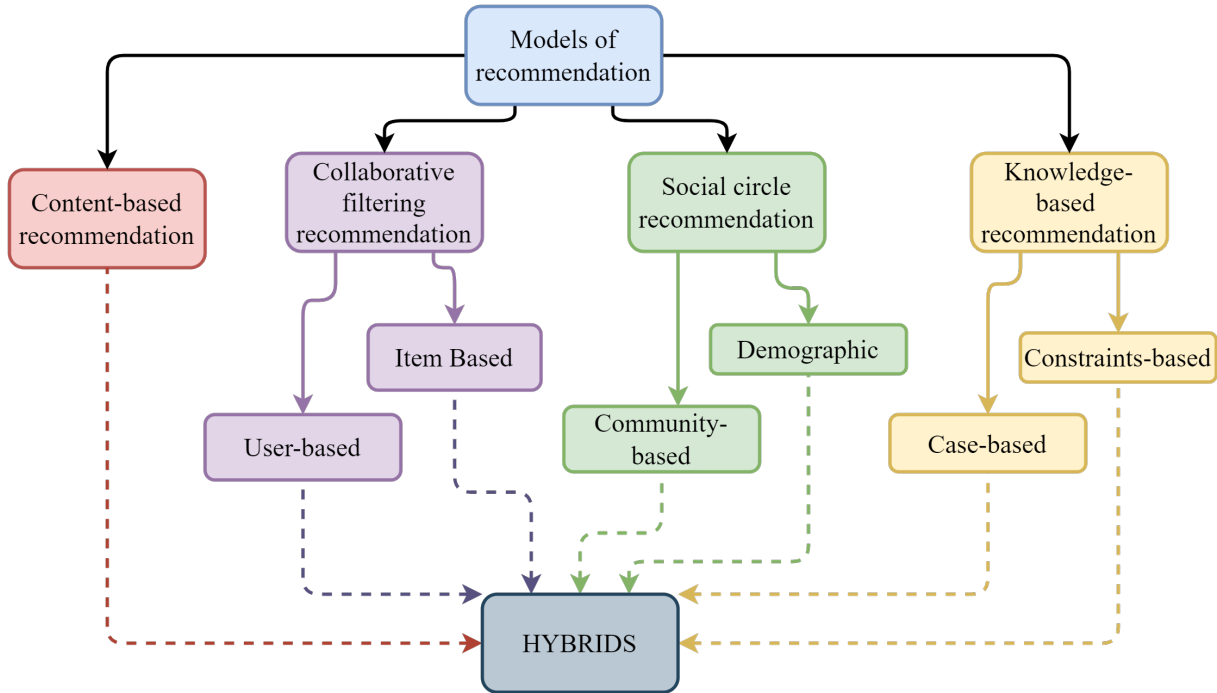 Models of
recommendation
Content-based
recommendation
Collaborative
filtering
recommendation
Social circle
recommendation
Knowledge-
based
recommendation
Item Based
Demographic
Constraints-based
User-based
Community-
based
Case-based
HYBRIDS